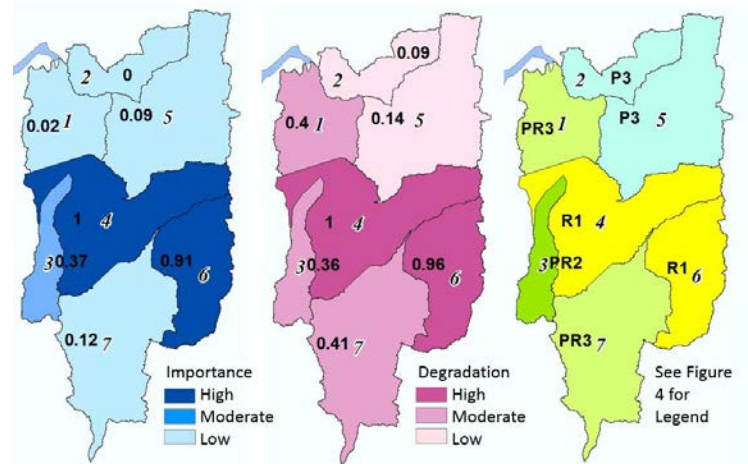 2
0
0.02 1
0.09 5
1
4
3 0.37
0.91 6
0.12 7
Importance
High
Moderate
Low
0.09
2
0.4 1
0.14 5
1
4
3 0.36
0.96 6
0.41 7
Degradation
High
Moderate
Low
2
P3
PR3 1
P3 5
R1 4
3 PR2
R1 6
PR3 7
See Figure
4 for
Legend